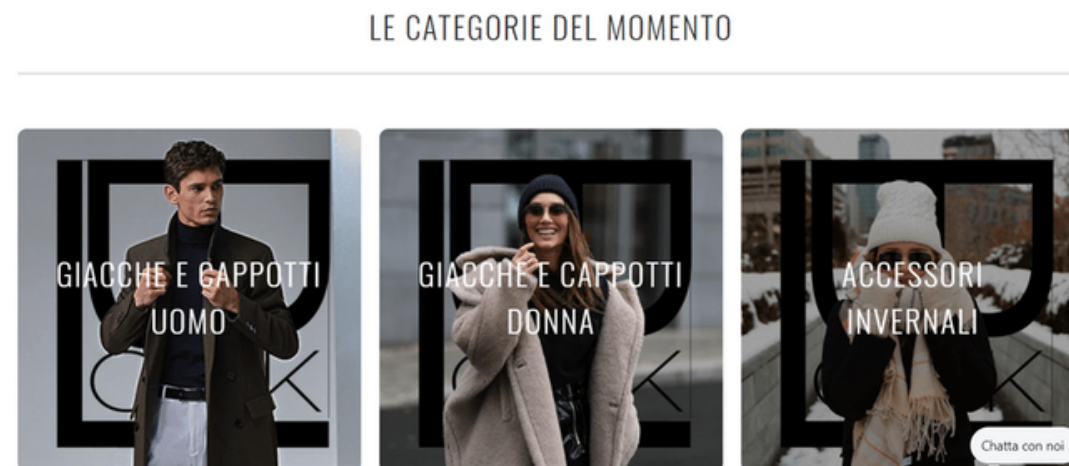 LE CATEGORIE DEL MOMENTO
GIACCHE E CAPPOTTI
UOMO
GIACCHE E CAPPOTTI
DONNA
ACCESSORI
INVERNALI
Chatta con noi